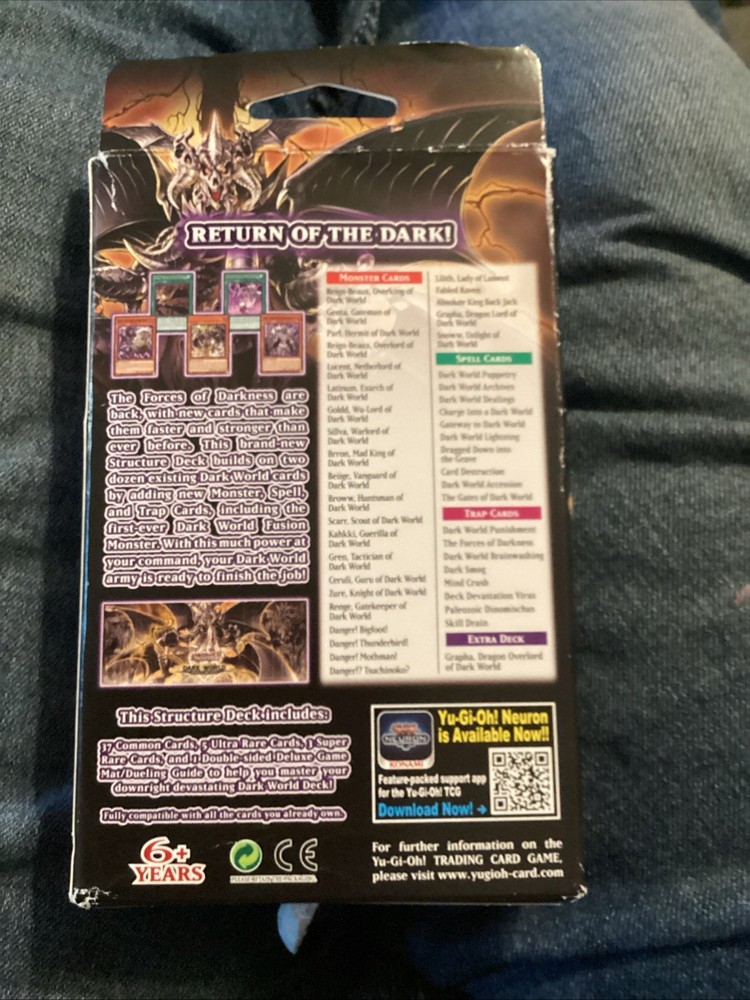 RETURN OF THE DARK!
The Forces of Darkness are
back, with new cards that make
them faster and stronger than
ever before. This brand-new
Structure Deck builds on two
dozen existing Dark World cards
by adding new Monster, Spell,
and Trap Cards, including the
first-ever Dark World Fusion
Monster. With this much power at
your command, your Dark World
army is ready to finish the job!
DARK WORLD
MONSTER CARDS
Reign-Beaux, Overking of
Dark World
Genta, Gateman of
Dark World
Parl, Hermit of Dark World
Reign-Beaux, Overlord of
Dark World
Lucent, Netherlord of
Dark World
Latinum, Exarch of
Dark World
Goldd, Wu-Lord of
Dark World
Sillva, Warlord of
Dark World
Brron, Mad King of
Dark World
Beiige, Vanguard of
Dark World
Broww, Huntsman of
Dark World
Scarr, Scout of Dark World
Kahkki, Guerilla of
Dark World
Gren, Tactician of
Dark World
Ceruli, Guru of Dark World
Zure, Knight of Dark World
Renge, Gatekeeper of
Dark World
Danger! Bigfoot!
Danger! Thunderbird!
Danger! Mothman!
Danger!? Tsuchinoko?
Lilith, Lady of Lament
Fabled Raven
Absolute King Back Jack
Grapha, Dragon Lord of
Dark World
Snoww, Unlight of
Dark World
SPELL CARDS
Dark World Puppetry
Dark World Archives
Dark World Dealings
Charge Into a Dark World
Gateway to Dark World
Dark World Lightning
Dragged Down into
the Grave
Card Destruction
Dark World Accession
The Gates of Dark World
TRAP CARDS
Dark World Punishment
The Forces of Darkness
Dark World Brainwashing
Dark Smog
Mind Crush
Deck Devastation Virus
Paleozoic Dinomischus
Skill Drain
EXTRA DECK
Grapha, Dragon Overlord
of Dark World
This Structure Deck includes:
37 Common Cards, 5 Ultra Rare Cards, 3 Super
Rare Cards, and 1 Double-sided Deluxe Game
Mat/Dueling Guide to help you master your
downright devastating Dark World Deck!
Fully compatible with all the cards you already own.
NEURON
KONAMI
Yu-Gi-Oh! Neuron
is Available Now!!
Feature-packed support app
for the Yu-Gi-Oh! TCG
Download Now! →
6+
YEARS
PLEASE RETAIN THE PACKAGING.
CE
For further information on the
Yu-Gi-Oh! TRADING CARD GAME,
please visit www.yugioh-card.com